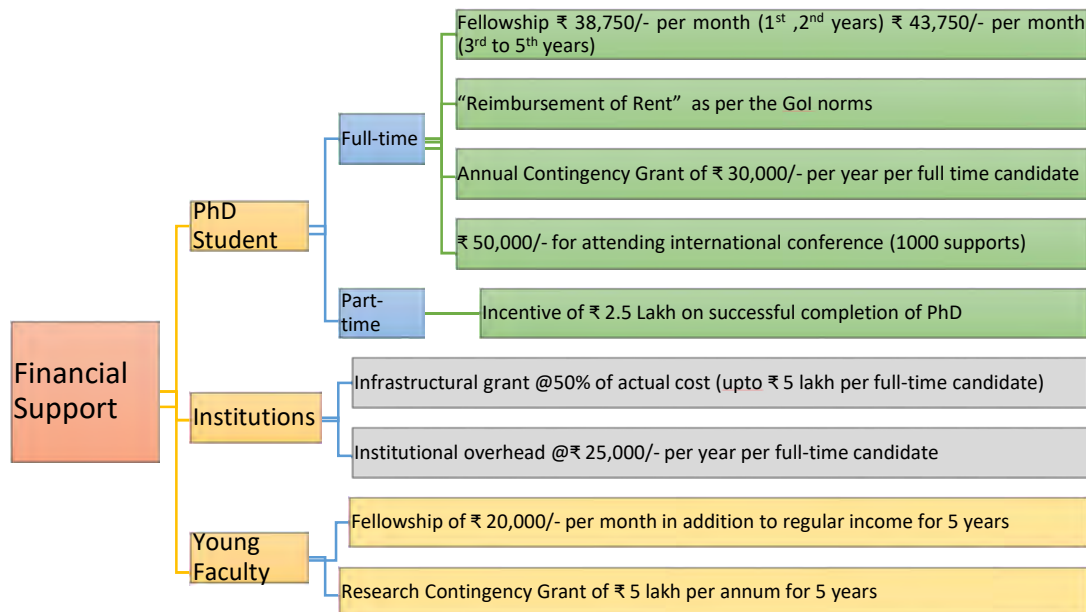 Financial
Support
PhD
Student
Full-time
Fellowship ₹ 38,750/- per month (1st ,2nd years) ₹ 43,750/- per month
(3rd to 5th years)
“Reimbursement of Rent” as per the GoI norms
Annual Contingency Grant of ₹ 30,000/- per year per full time candidate
₹ 50,000/- for attending international conference (1000 supports)
Part-
time
Incentive of ₹ 2.5 Lakh on successful completion of PhD
Institutions
Infrastructural grant @50% of actual cost (upto ₹ 5 lakh per full-time candidate)
Institutional overhead @₹ 25,000/- per year per full-time candidate
Young
Faculty
Fellowship of ₹ 20,000/- per month in addition to regular income for 5 years
Research Contingency Grant of ₹ 5 lakh per annum for 5 years